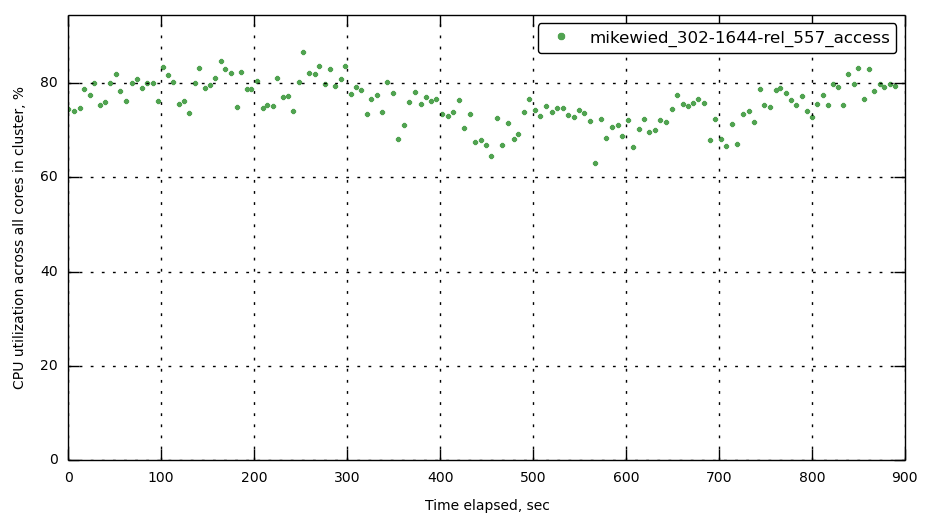 mikewied_302-1644-rel_557_access
CPU utilization across all cores in cluster, %
80
60
40
20
0
0 100 200 300 400 500 600 700 800 900
Time elapsed, sec